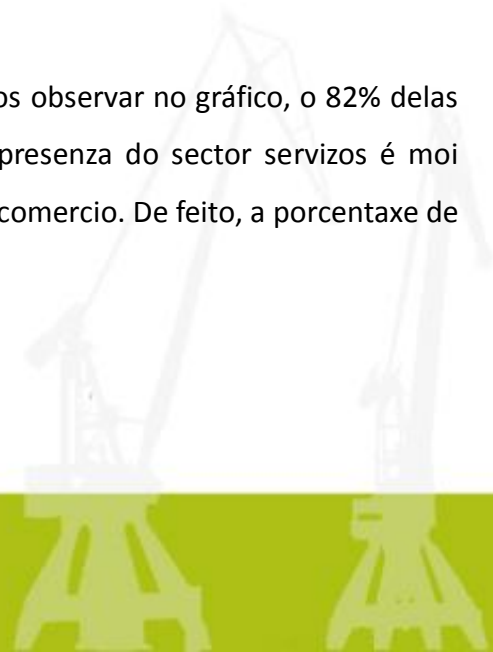 os observar no gráfico, o 82% delas
presenza do sector servizos é moi
comercio. De feito, a porcentaxe de